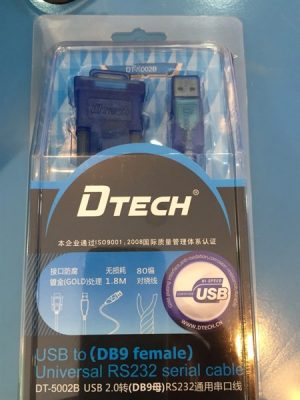 DT-5002B
DTECH
DTECH
本企业通过ISO9001,2008国际质量管理体系认证
接口防腐 无损耗 80编
镀金(GOLD)处理 1.8M 对绕线
HI-SPEED
USB
WWW.DTECH.CN
USB to (DB9 female)
Universal RS232 serial cable
DT-5002B USB 2.0转(DB9母)RS232通用串口线